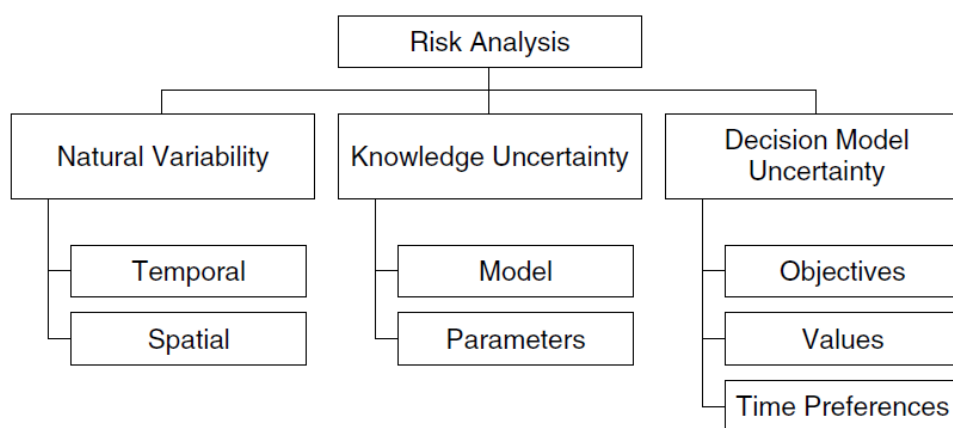 Risk Analysis
Natural Variability
Knowledge Uncertainty
Decision Model
Uncertainty
Temporal
Spatial
Model
Parameters
Objectives
Values
Time Preferences